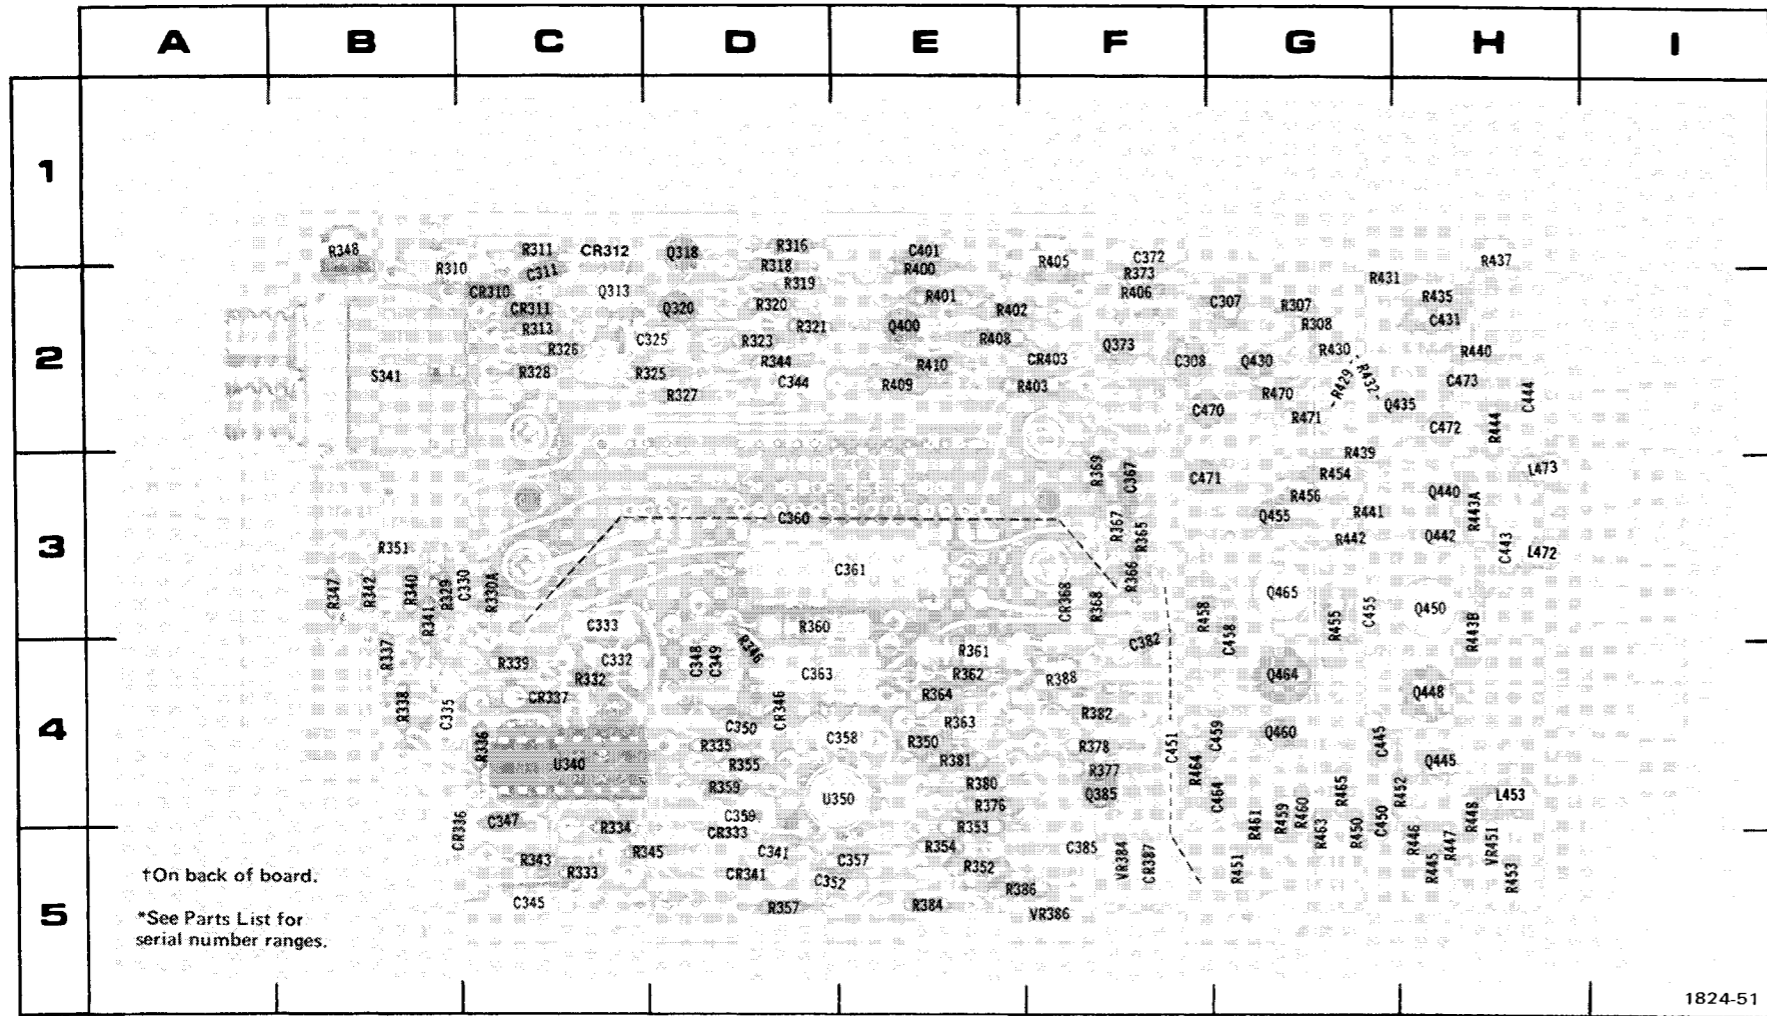 A B C D E F G H I
1
R348 R311 CR312 Q318 R316 C401 R405 C372 R437
R310 C311 R318 R400 R373 R431
CR310 Q313 R319 R401 R406 R435
CR311 Q320 R320 R402 C307 R307 C431
R313 R321 Q400 R308
R326 C325 R323 R408 Q373 R430 R440
2
S341 R328 R325 R344 R410 CR403 C308 Q430 R429 R432 C473
R327 C344 R409 R403 R470 Q435 C444
C470 R471 C472 R444
R439
R369 C367 C471 R454 L473
R456 Q440 R443A
C360 R367 Q455 R441
3
R351 R365 R442 Q442 C443 L472
C361
R347 R342 R340 R329 C330 R330A CR368 R366 Q465
R341 R368 R458 C455 Q450
C333 R360 R455 R443B
R337 C382 C458
R339 C332 C348 C349 R346 R361
R332 C363 R362 R388 Q464
R338 CR337 CR346 R364 Q448
C335 C350 R363 R382
4
R336 R335 C358 R350 R378 C451 C459 Q460 C445
U340 R355 R381 R377 R464 Q445
R359 U350 R380 Q385 C464 R465 R452 L453
C359 R376
CR336 C347 R334 CR333 R353 R461 R459 R460 R463 R450 C450 R446 R448
R345 C341 R354 C385 R447 VR451
R343 C357 R352 VR384 CR387 R451 R445 R453
†On back of board. R333 CR341 C352
R386
5
C345 R357 R384 VR386
*See Parts List for
serial number ranges.
1824-51